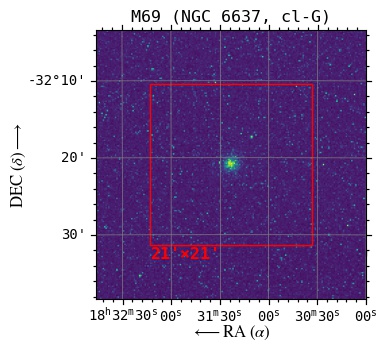 M69 (NGC 6637, cl-G)
-32°10'
20'
30'
DEC (δ) ⟶
21'×21'
18ʰ32ᵐ30ˢ 00ˢ 31ᵐ30ˢ 00ˢ 30ᵐ30ˢ 00ˢ
⟵ RA (α)